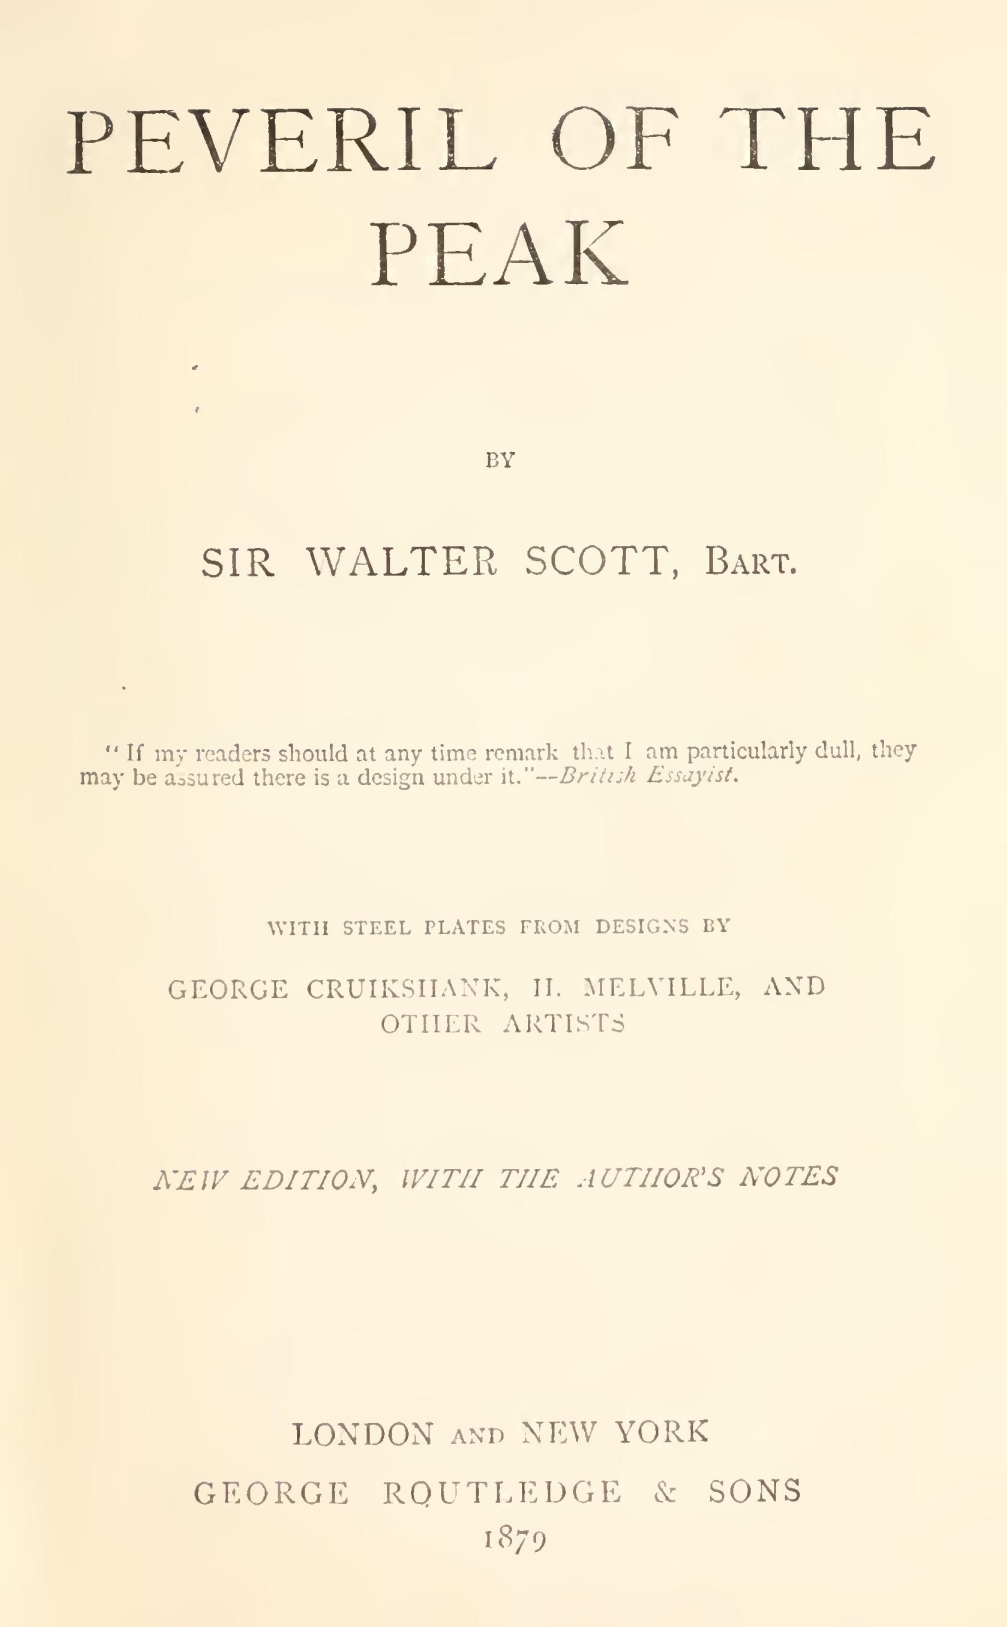 PEVERIL OF THE
PEAK
BY
SIR WALTER SCOTT, BART.
“ If my readers should at any time remark that I am particularly dull, they
may be assured there is a design under it."—British Essayist.
WITH STEEL PLATES FROM DESIGNS BY
GEORGE CRUIKSHANK, H. MELVILLE, AND
OTHER ARTISTS
NEW EDITION, WITH THE AUTHOR'S NOTES
LONDON AND NEW YORK
GEORGE ROUTLEDGE & SONS
1879